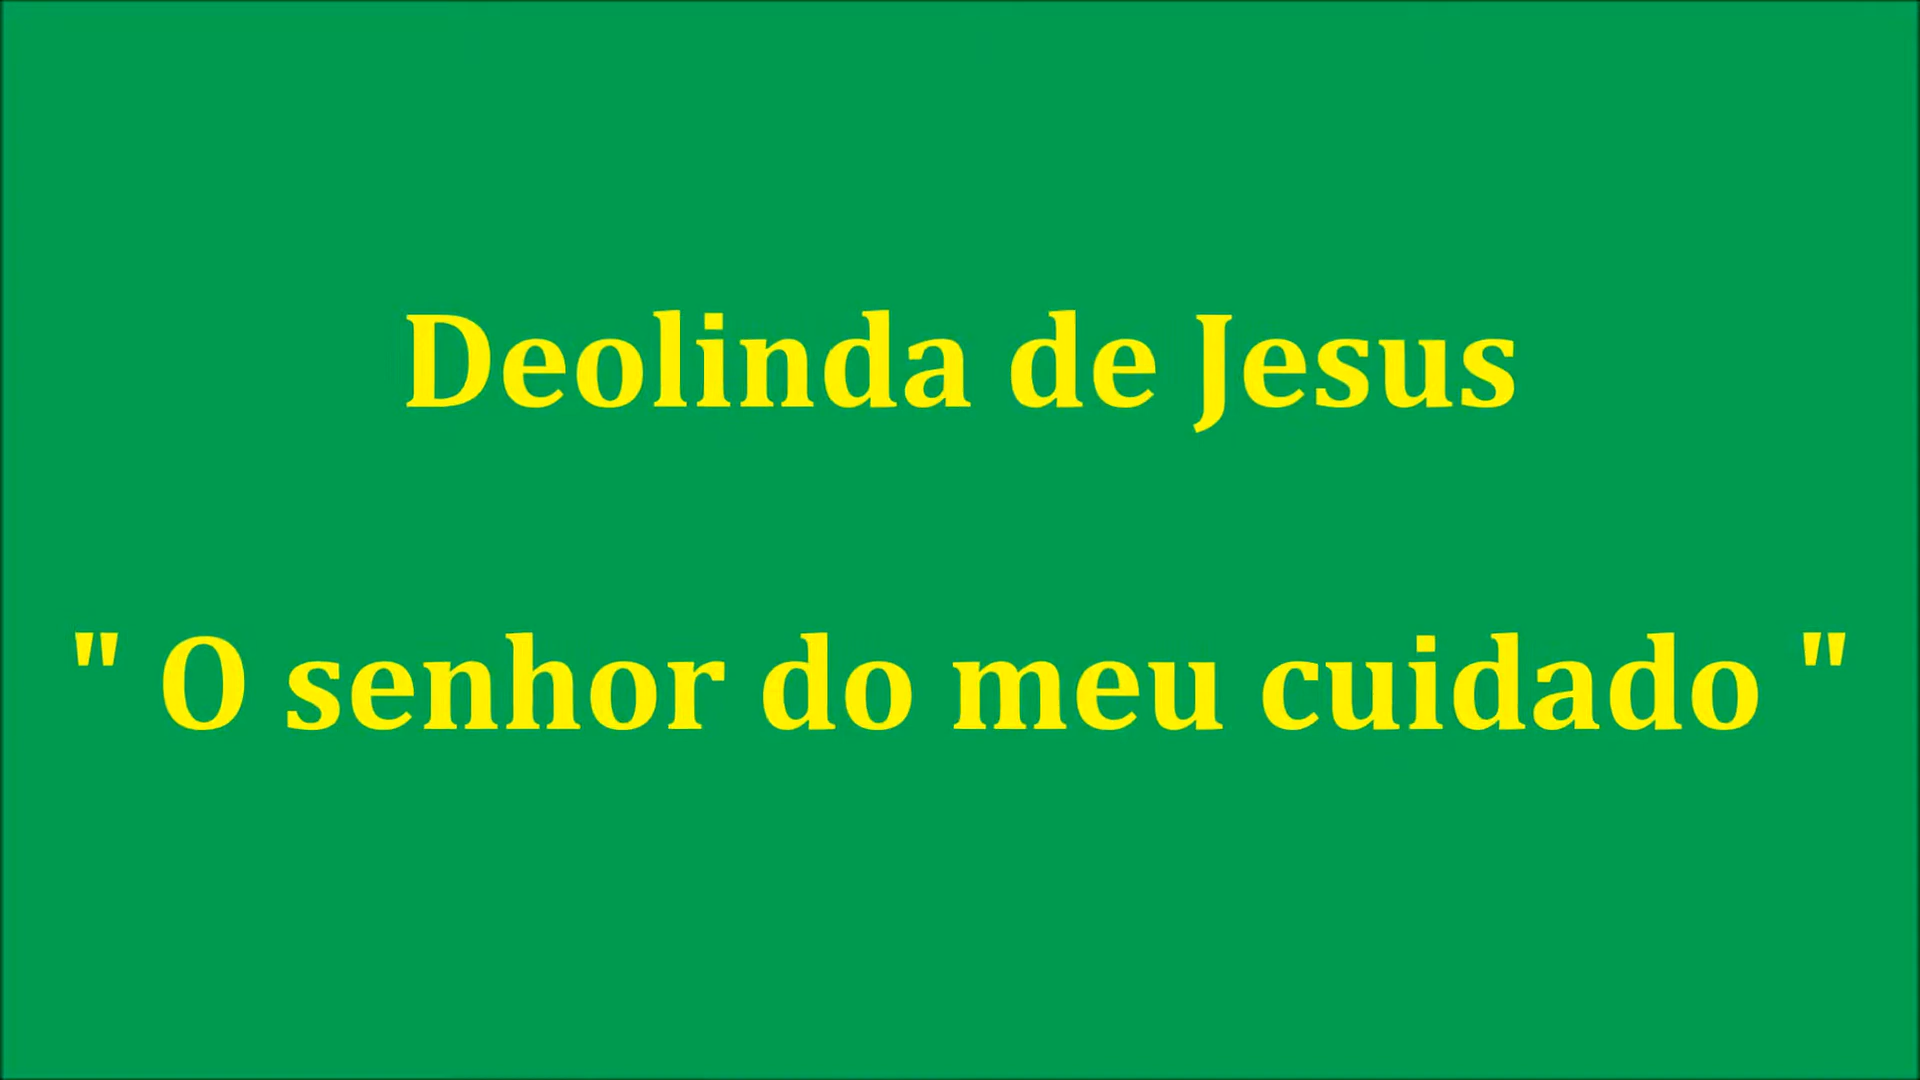 Deolinda de Jesus
" O senhor do meu cuidado "